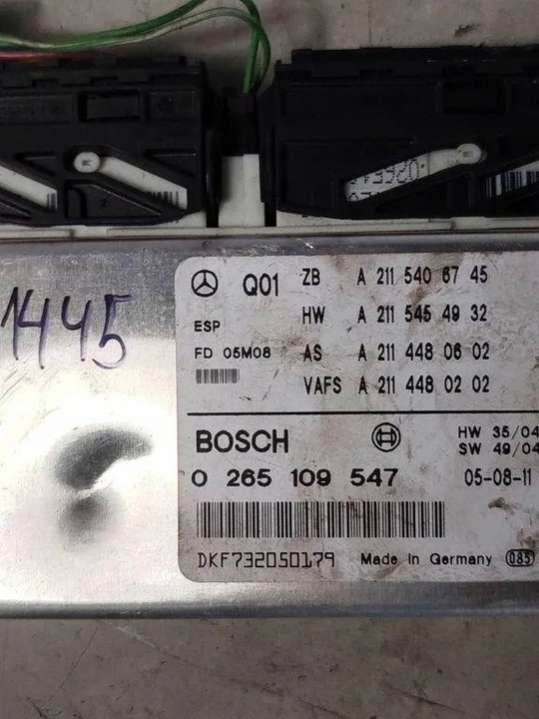 1445
Q01 ZB A 211 540 67 45
HW A 211 545 49 32
ESP
FD 05M08 AS A 211 448 06 02
VAFS A 211 448 02 02
BOSCH
HW 35/04
SW 49/04
0 265 109 547 05-08-11
DKF732050179 Made in Germany 085